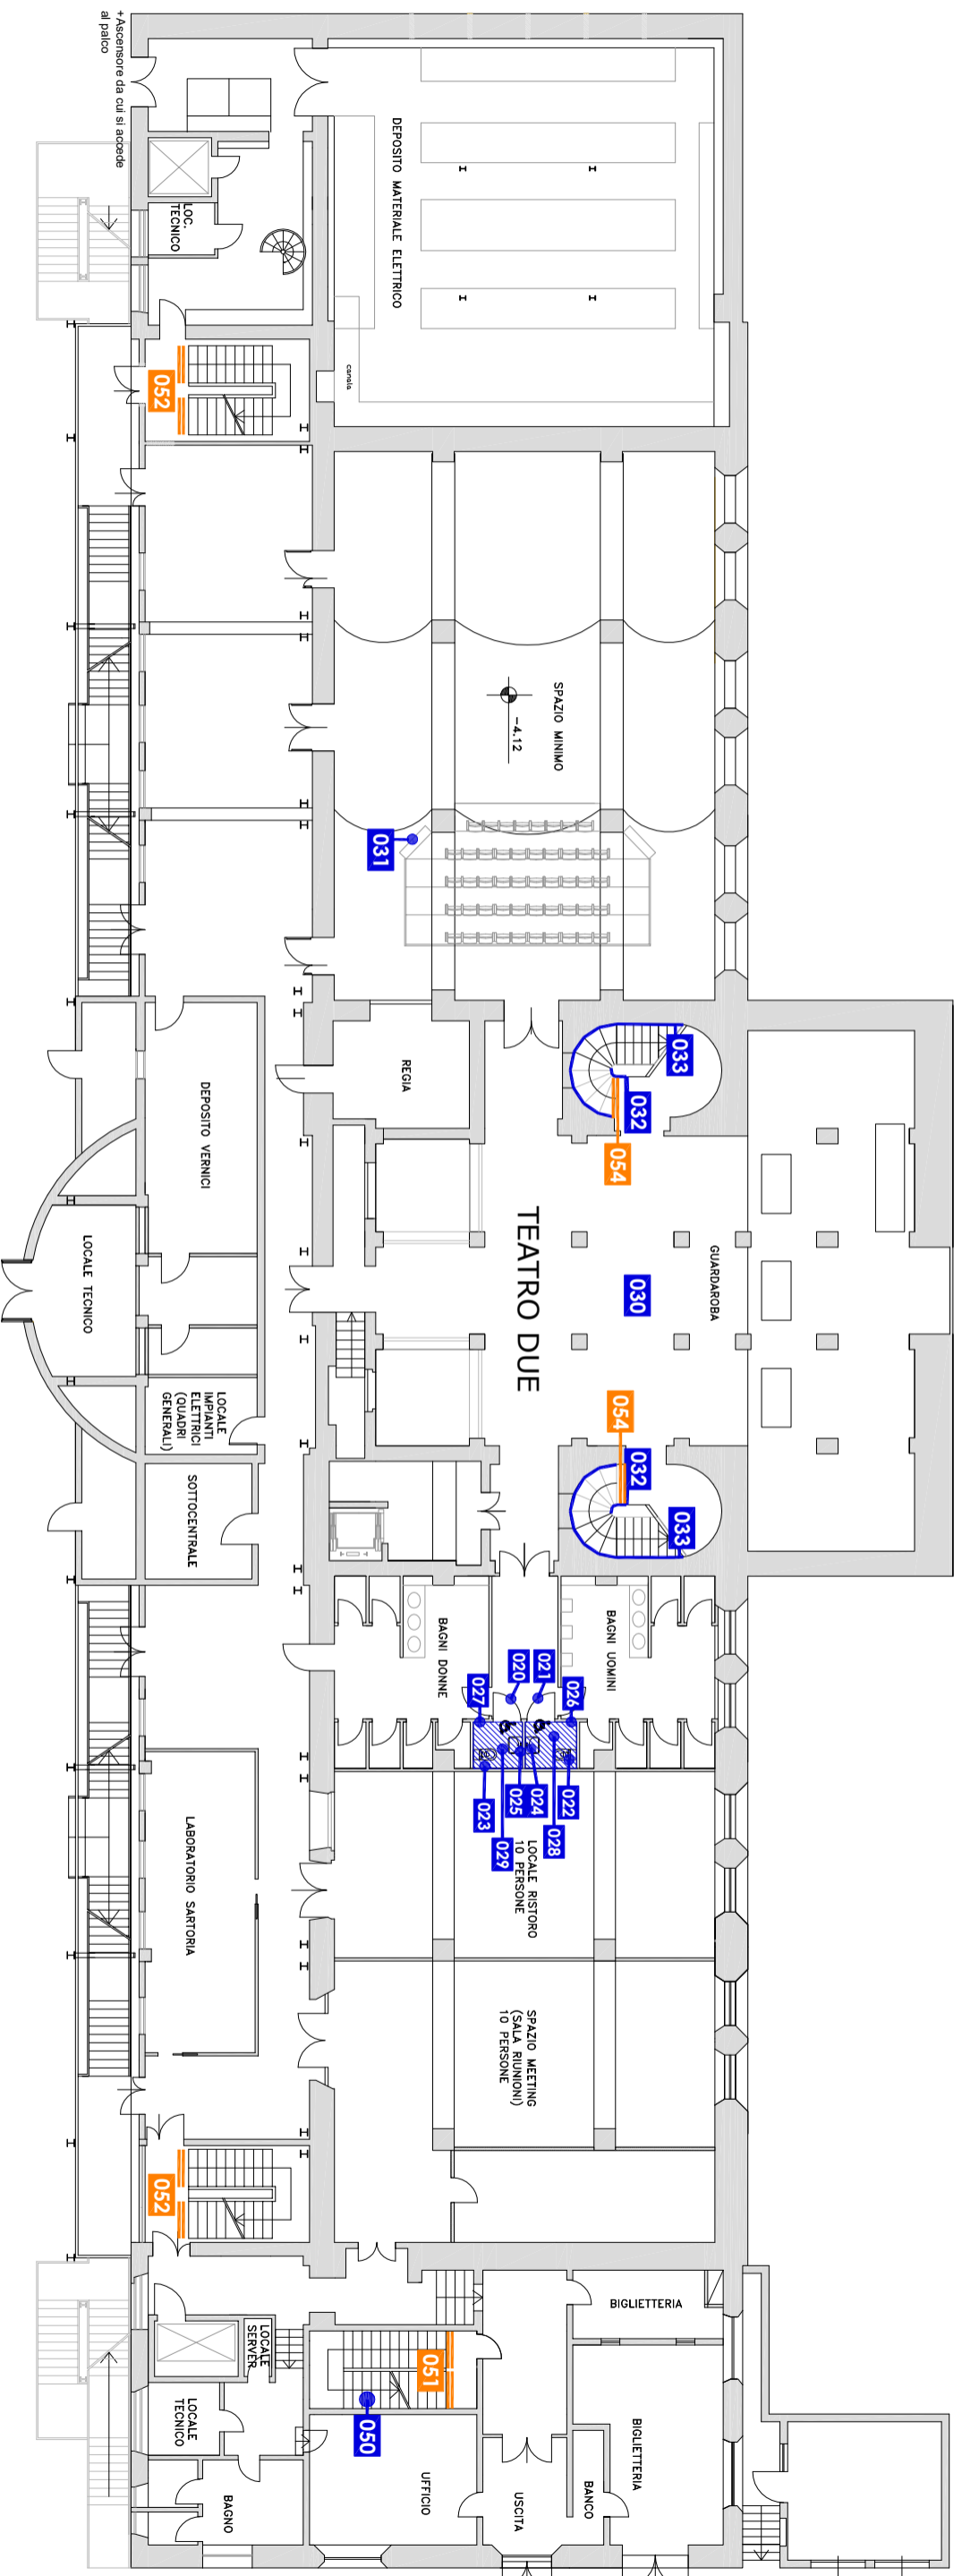 +Ascensore da cui si accede
al palco
DEPOSITO MATERIALE ELETTRICO
LOC.
TECNICO
canala
052
SPAZIO MINIMO
-4.12
031
REGIA
033
032
054
DEPOSITO VERNICI
TEATRO DUE
030
GUARDAROBA
LOCALE TECNICO
LOCALE
IMPIANTI
ELETTRICI
(QUADRI
GENERALI)
054
032
033
SOTTOCENTRALE
BAGNI DONNE
BAGNI UOMINI
020
021
027
026
022
024
025
023
028
029
LOCALE RISTORO
10 PERSONE
LABORATORIO SARTORIA
SPAZIO MEETING
(SALA RIUNIONI)
10 PERSONE
052
BIGLIETTERIA
LOCALE
SERVER
051
050
LOCALE
TECNICO
BIGLIETTERIA
UFFICIO
BANCO
USCITA
BAGNO